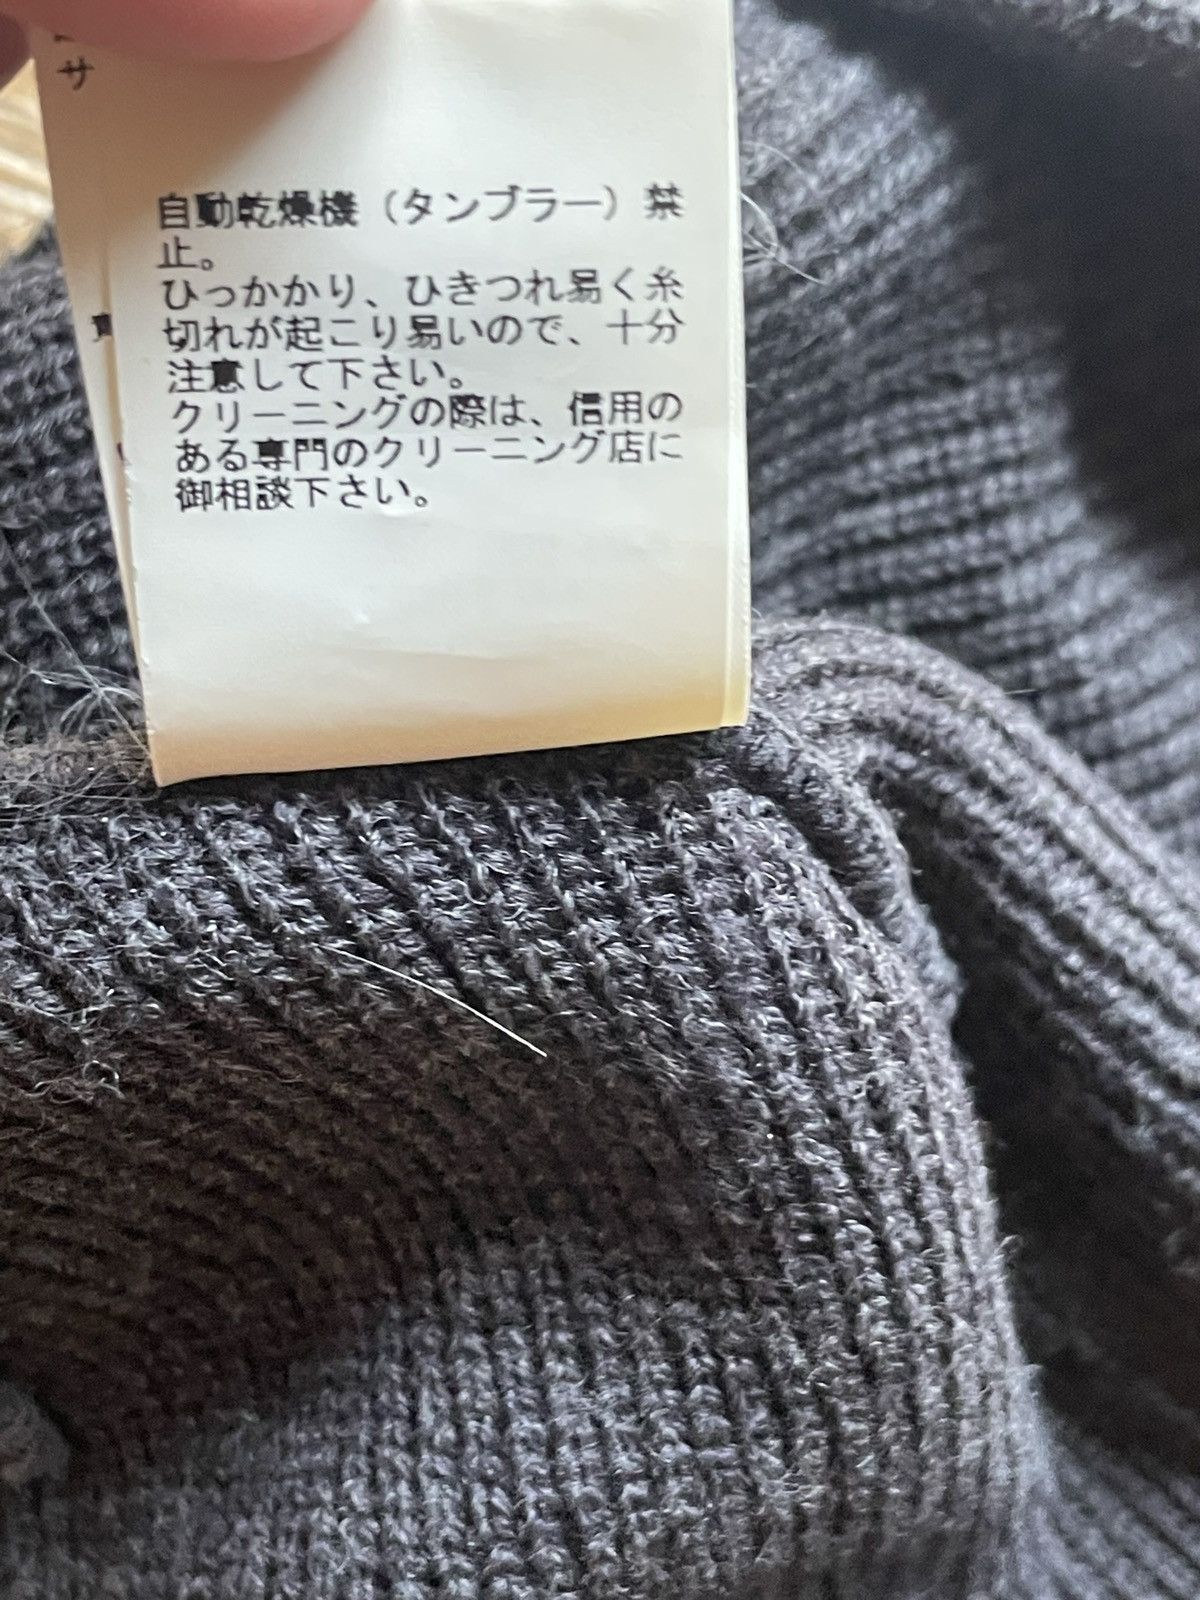 サ
自動乾燥機（タンブラー）禁
止。
ひっかかり、ひきつれ易く糸
切れが起こり易いので、十分
注意して下さい。
クリーニングの際は、信用の
ある専門のクリーニング店に
御相談下さい。